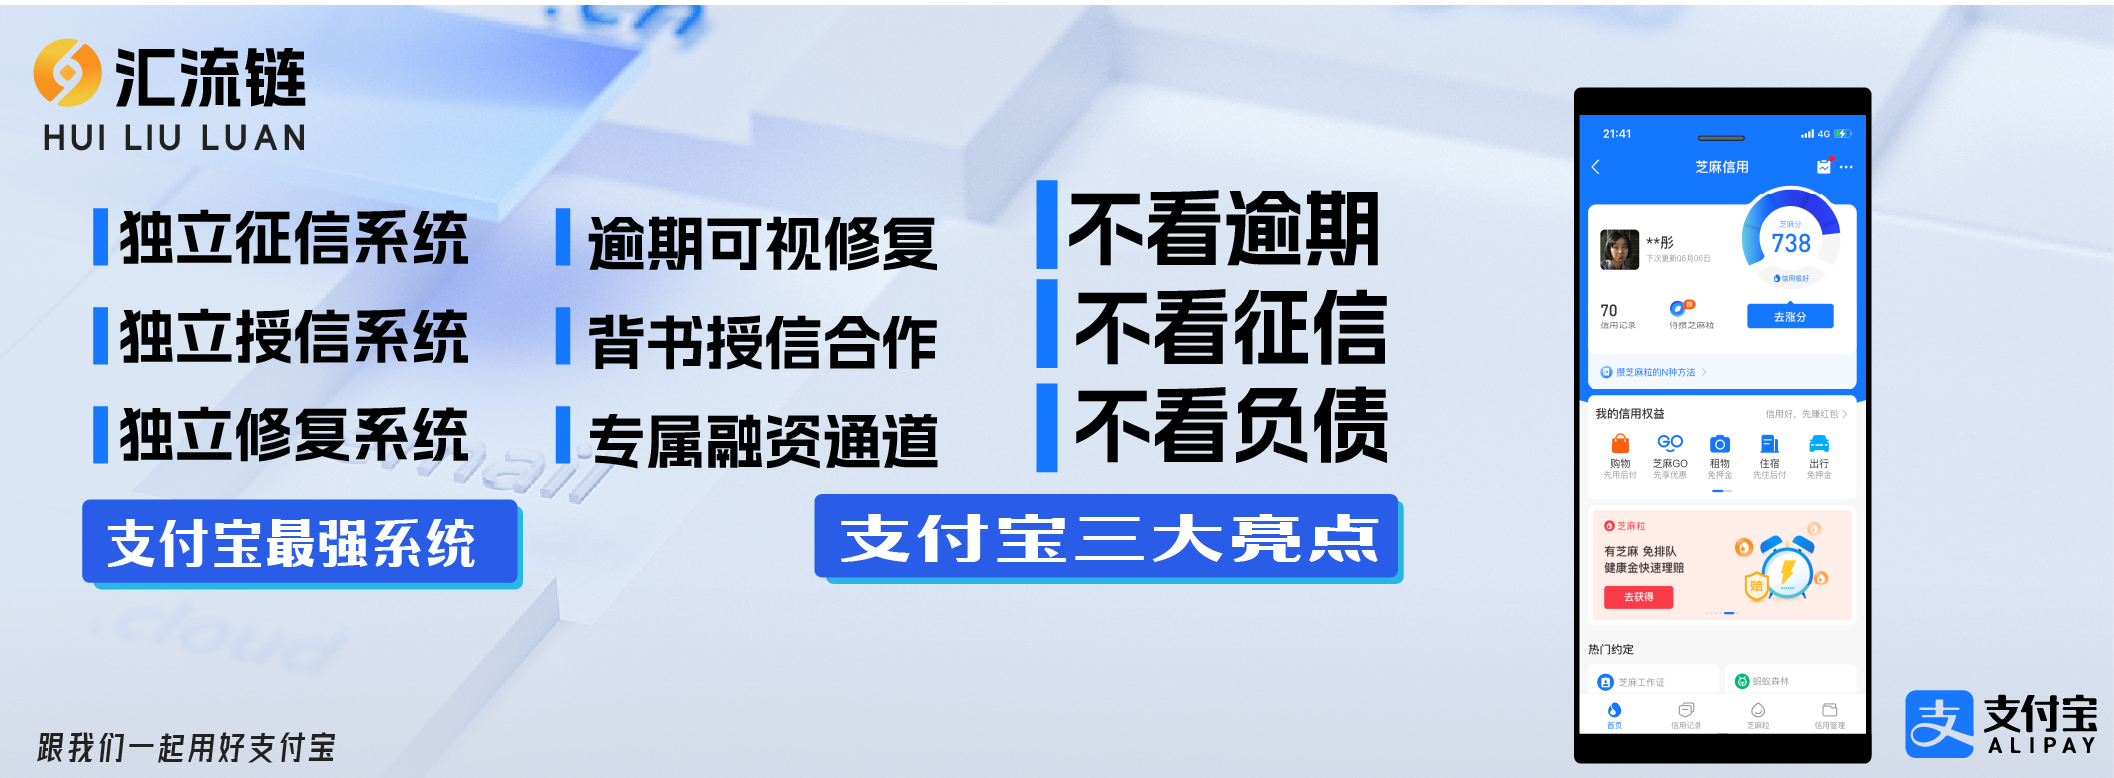 汇流链
HUI LIU LUAN
独立征信系统
独立授信系统
独立修复系统
支付宝最强系统
逾期可视修复
背书授信合作
专属融资通道
不看逾期
不看征信
不看负债
支付宝三大亮点
email
.cloud
跟我们一起用好支付宝
21:41
4G
芝麻信用
**彤
下次更新06月06日
芝麻分
738
信用极好
70
信用记录
攒
待攒芝麻粒
去涨分
攒芝麻粒的N种方法
我的信用权益
信用好，先赚红包
购物
先用后付
芝麻GO
先享优惠
租物
免押金
住宿
先住后付
出行
免押金
芝麻粒
有芝麻 免排队
健康金快速理赔
去获得
赔
热门约定
芝麻工作证
蚂蚁森林
首页
信用记录
芝麻粒
信用管理
支
支付宝
ALIPAY